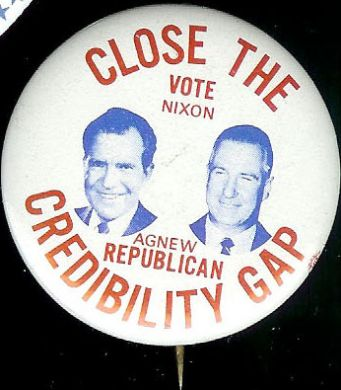 CLOSE THE
VOTE
NIXON
AGNEW
REPUBLICAN
CREDIBILITY GAP